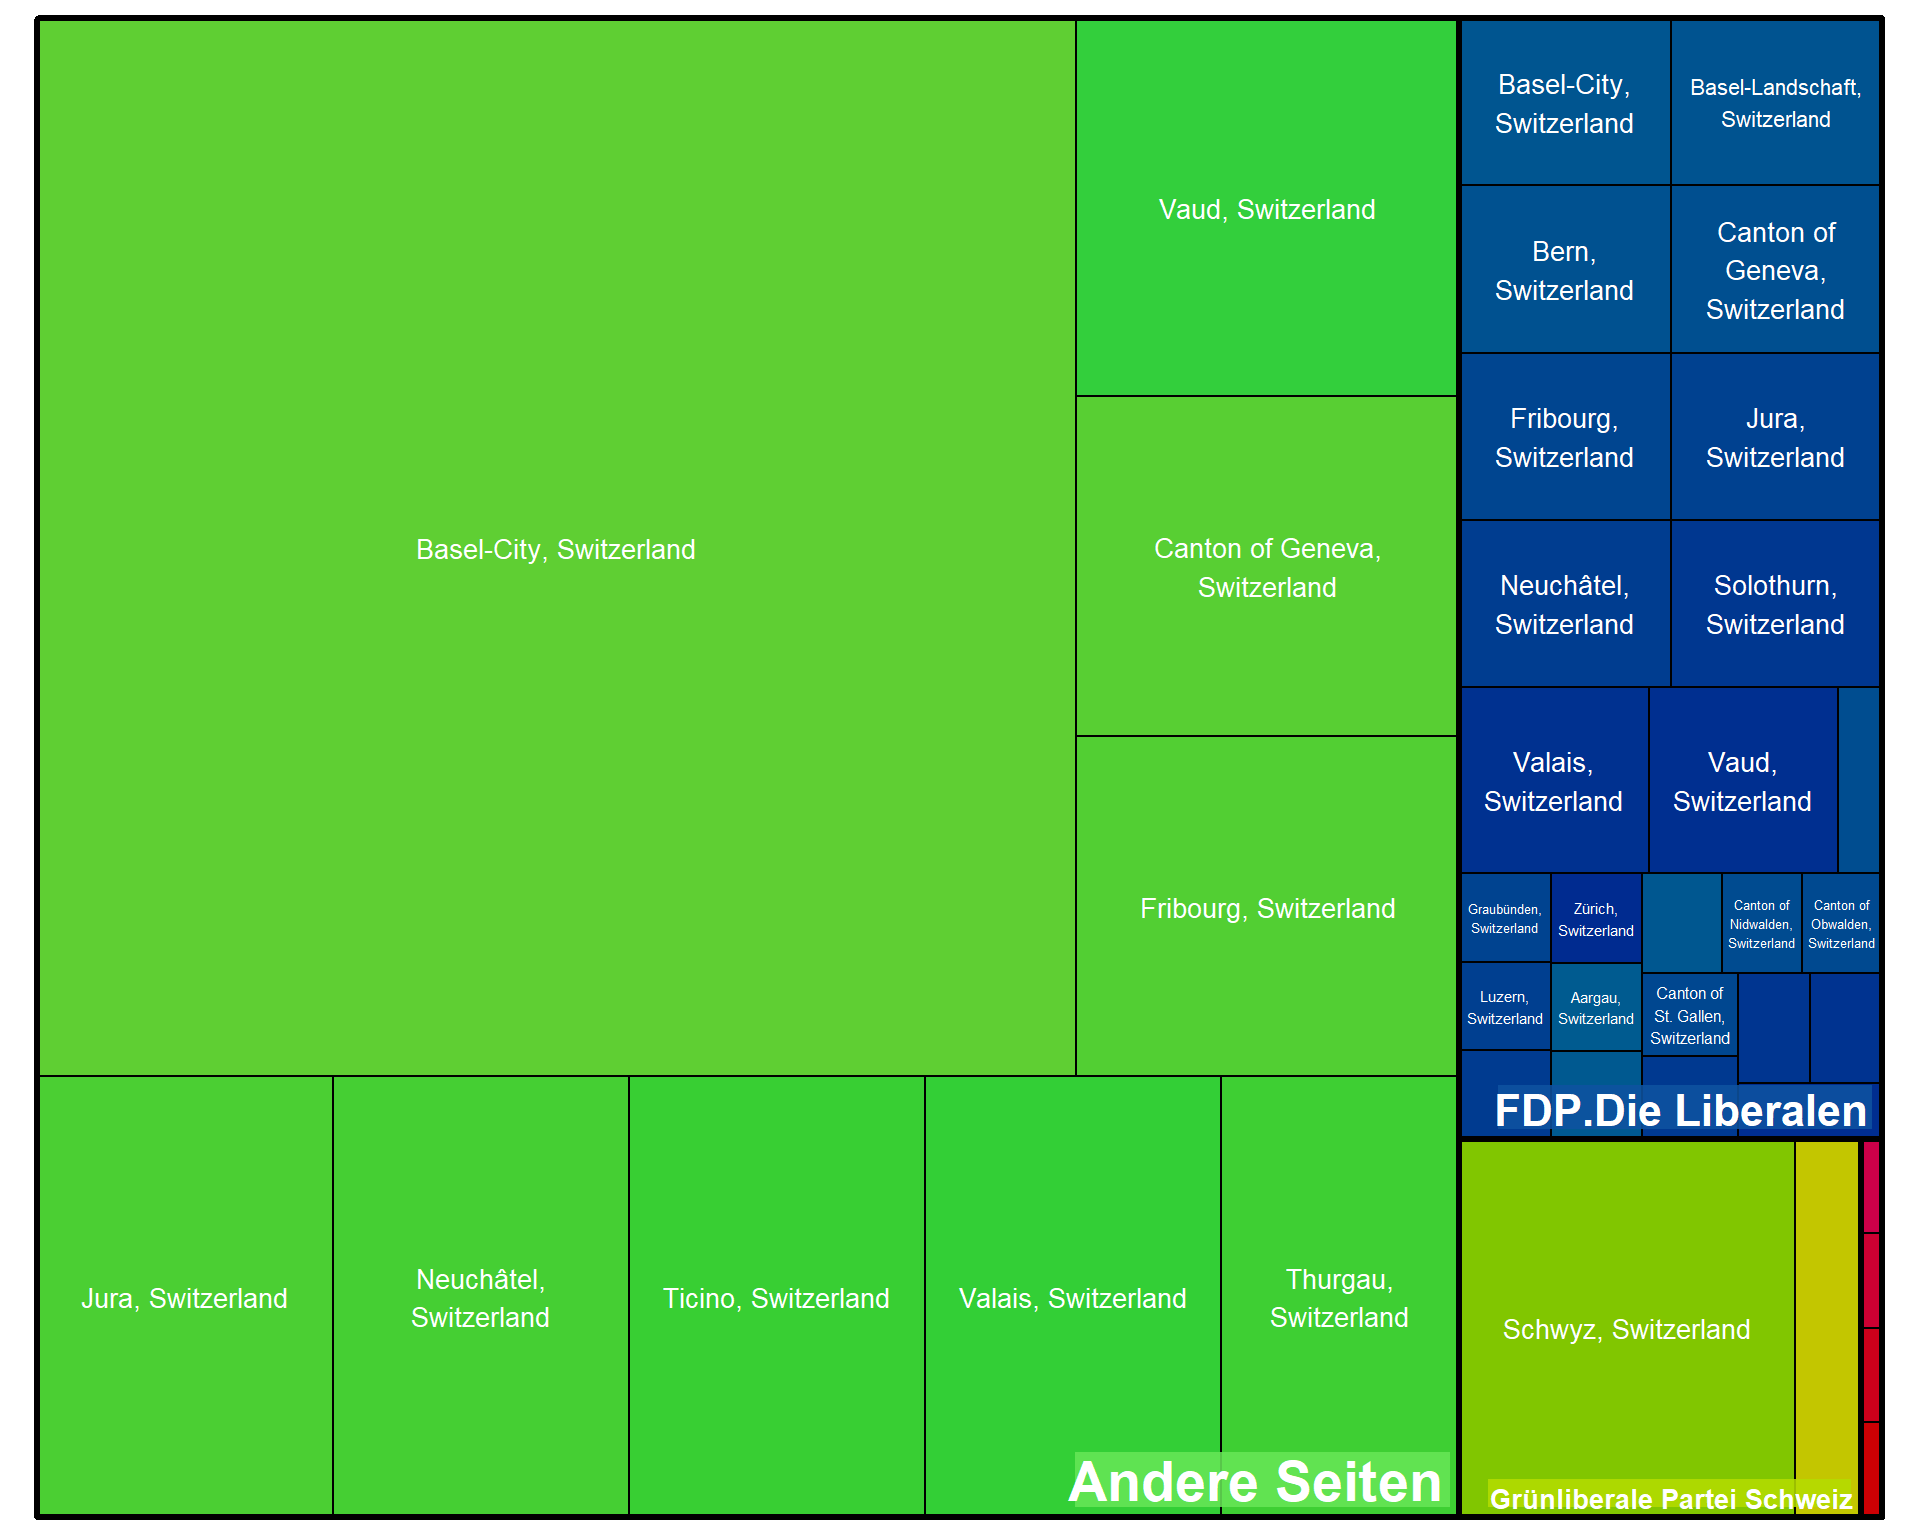 Basel-City, Switzerland
Vaud, Switzerland
Canton of Geneva,
Switzerland
Fribourg, Switzerland
Jura, Switzerland
Neuchâtel,
Switzerland
Ticino, Switzerland
Valais, Switzerland
Thurgau,
Switzerland
Andere Seiten
Basel-City,
Switzerland
Basel-Landschaft,
Switzerland
Bern,
Switzerland
Canton of
Geneva,
Switzerland
Fribourg,
Switzerland
Jura,
Switzerland
Neuchâtel,
Switzerland
Solothurn,
Switzerland
Valais,
Switzerland
Vaud,
Switzerland
Graubünden,
Switzerland
Zürich,
Switzerland
Canton of
Nidwalden,
Switzerland
Canton of
Obwalden,
Switzerland
Luzern,
Switzerland
Aargau,
Switzerland
Canton of
St. Gallen,
Switzerland
FDP.Die Liberalen
Schwyz, Switzerland
Grünliberale Partei Schweiz